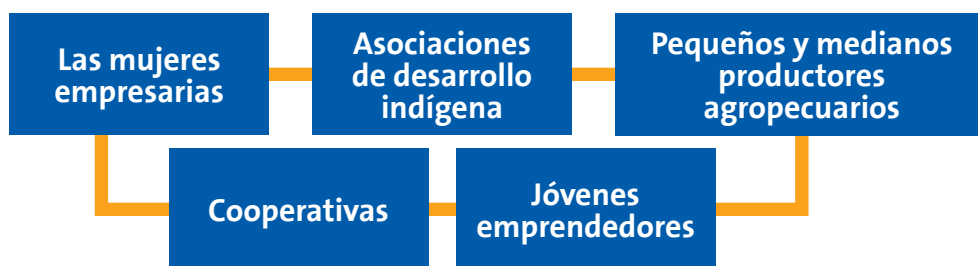 Las mujeres
empresarias
Asociaciones
de desarrollo
indígena
Pequeños y medianos
productores
agropecuarios
Cooperativas
Jóvenes
emprendedores